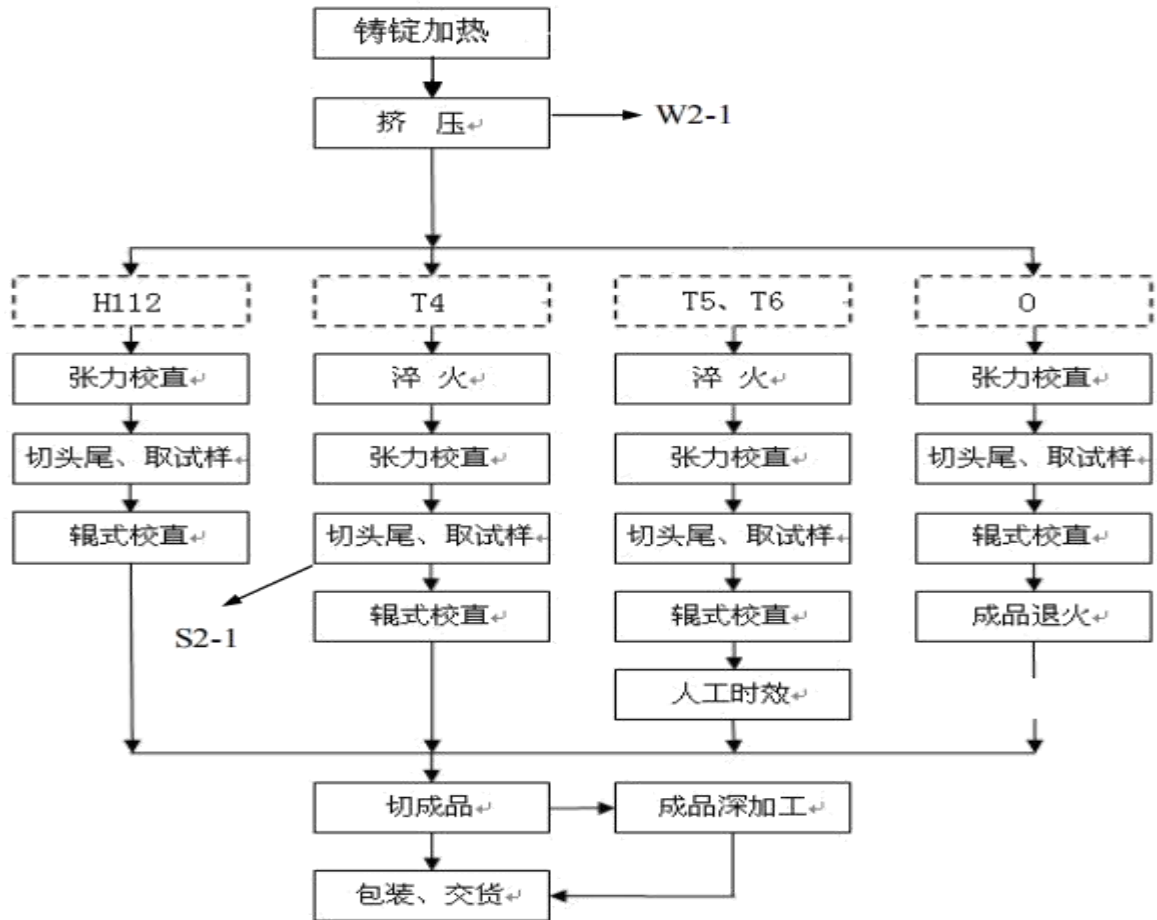 铸锭加热
挤 压↵
W2-1
H112
T4
T5、T6
O
张力校直↵
淬 火↵
淬 火↵
张力校直↵
切头尾、取试样↵
张力校直↵
张力校直↵
切头尾、取试样↵
辊式校直↵
切头尾、取试样↵
切头尾、取试样↵
辊式校直↵
S2-1
辊式校直↵
辊式校直↵
成品退火↵
人工时效↵
切成品↵
成品深加工↵
包装、交货↵